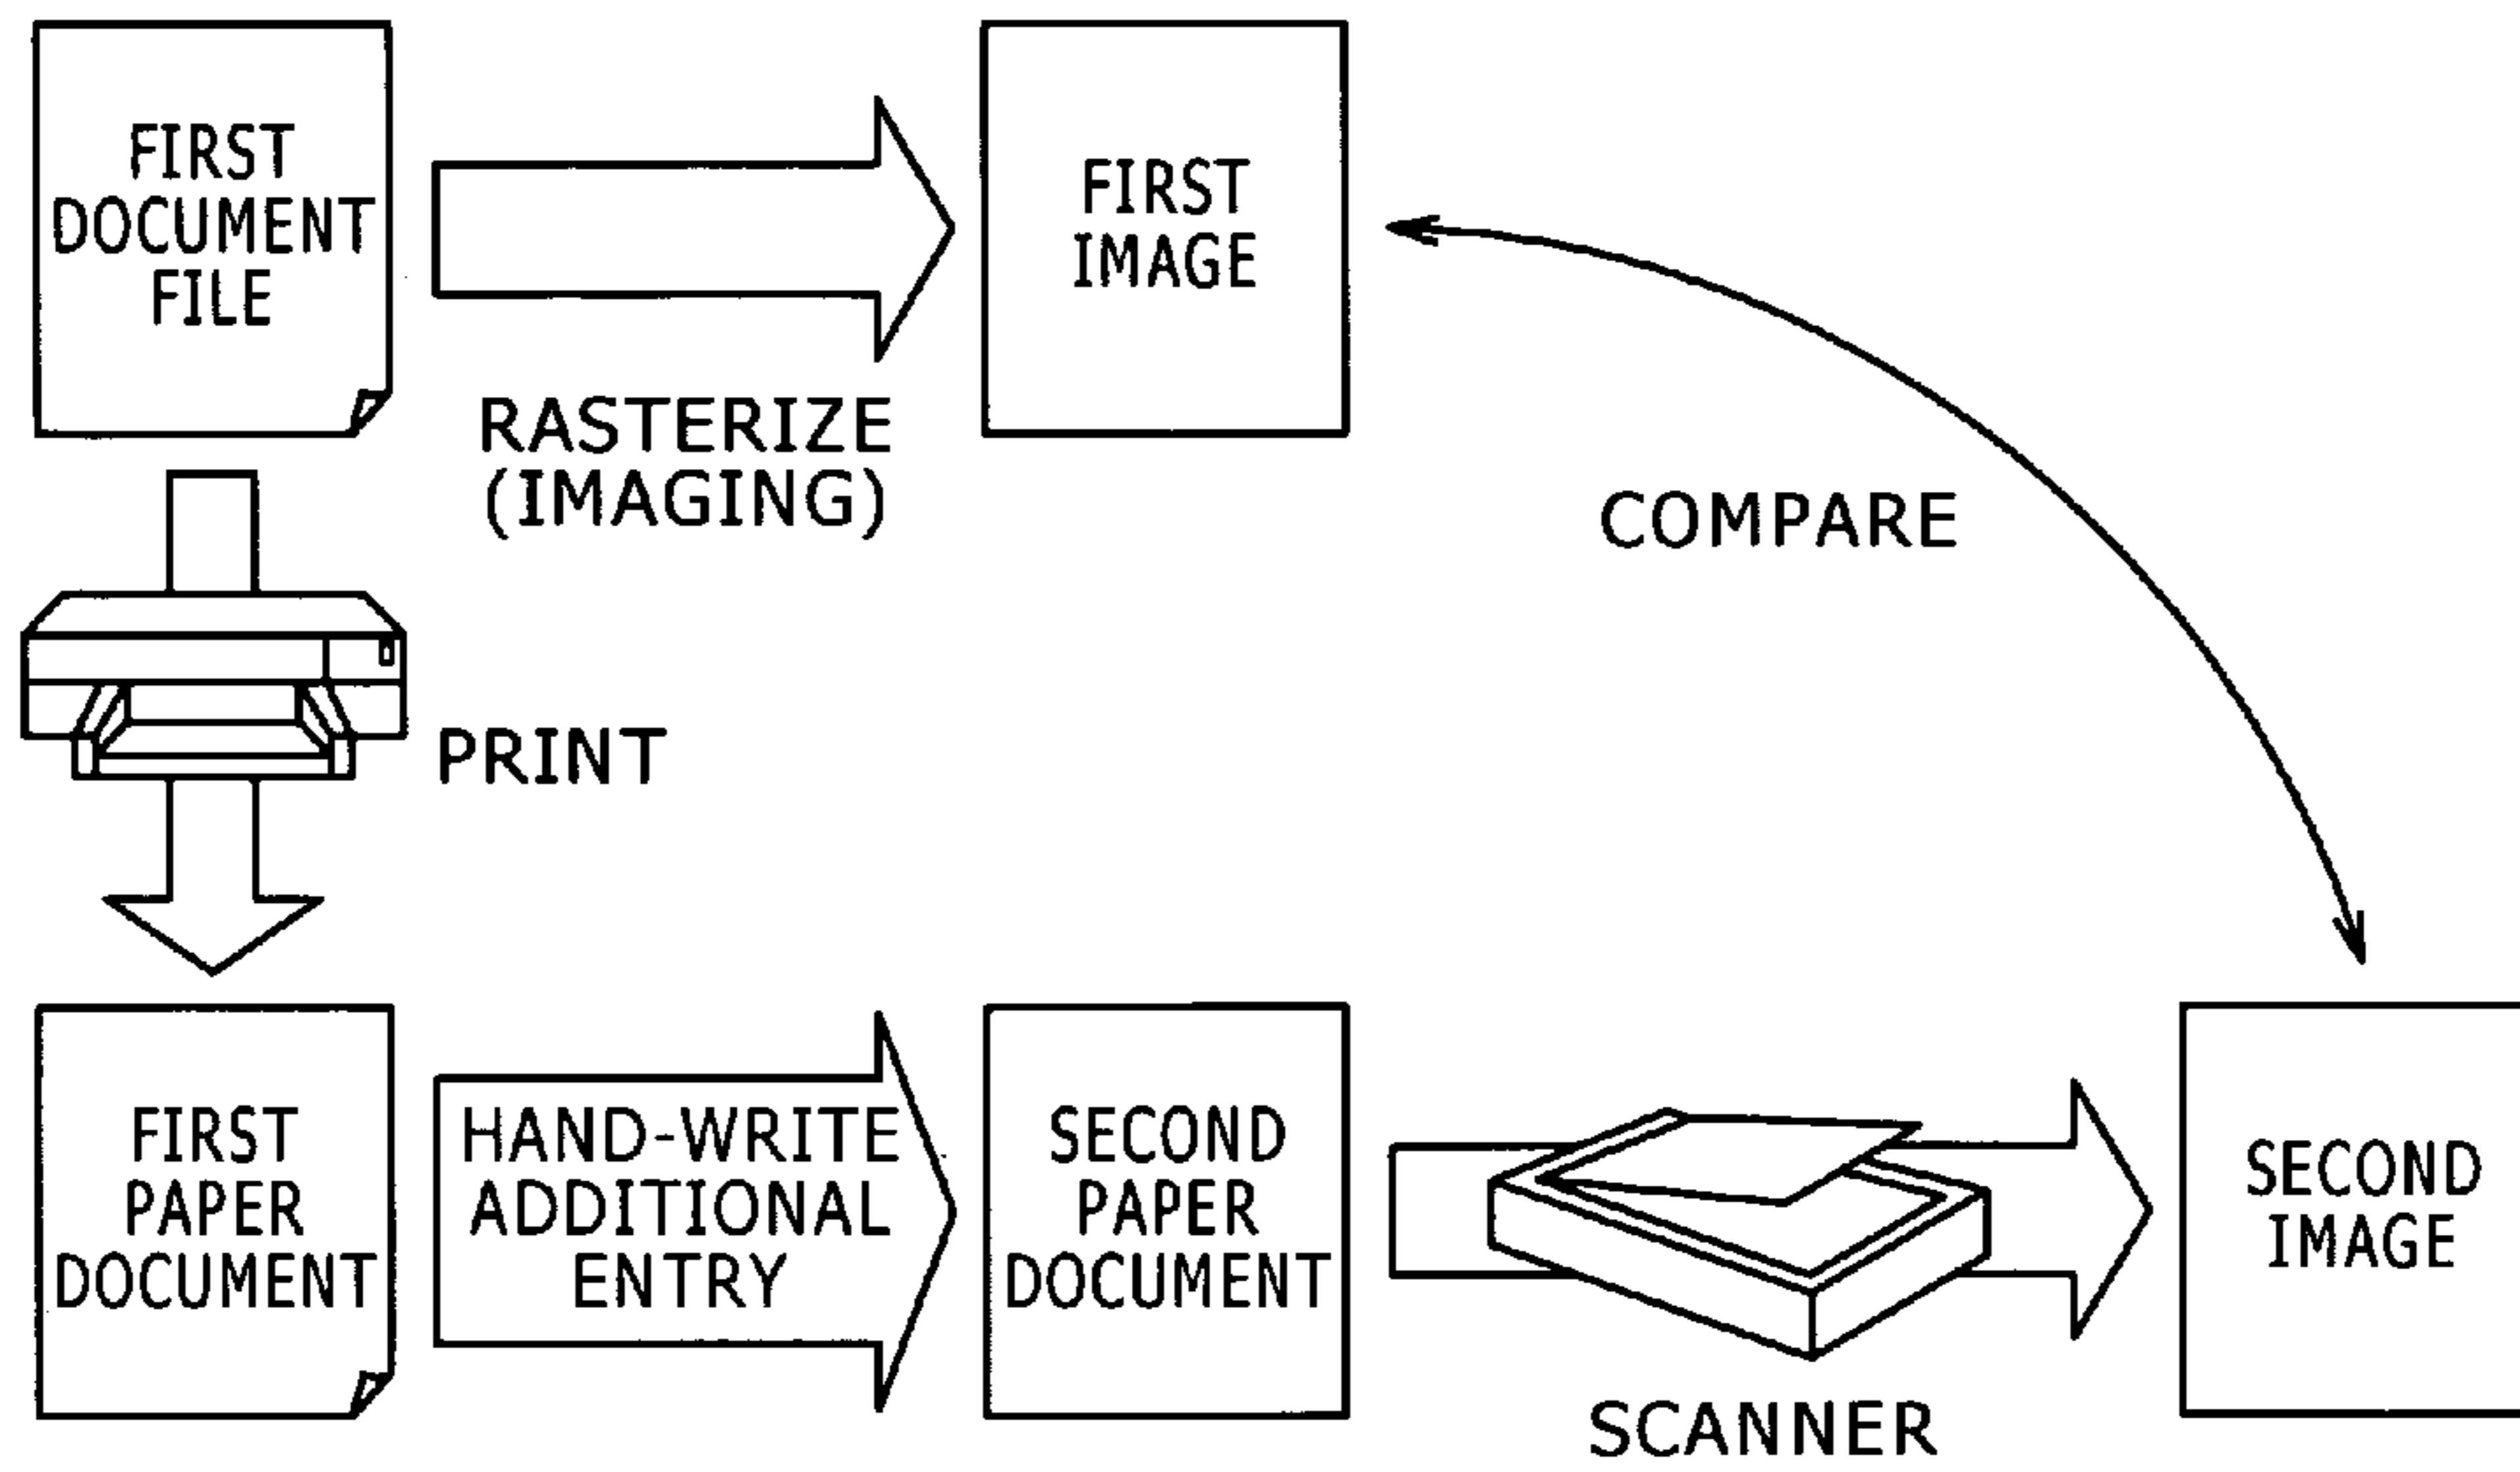 FIRST
DOCUMENT
FILE
RASTERIZE
(IMAGING)
FIRST
IMAGE
COMPARE
PRINT
FIRST
PAPER
DOCUMENT
HAND-WRITE
ADDITIONAL
ENTRY
SECOND
PAPER
DOCUMENT
SCANNER
SECOND
IMAGE